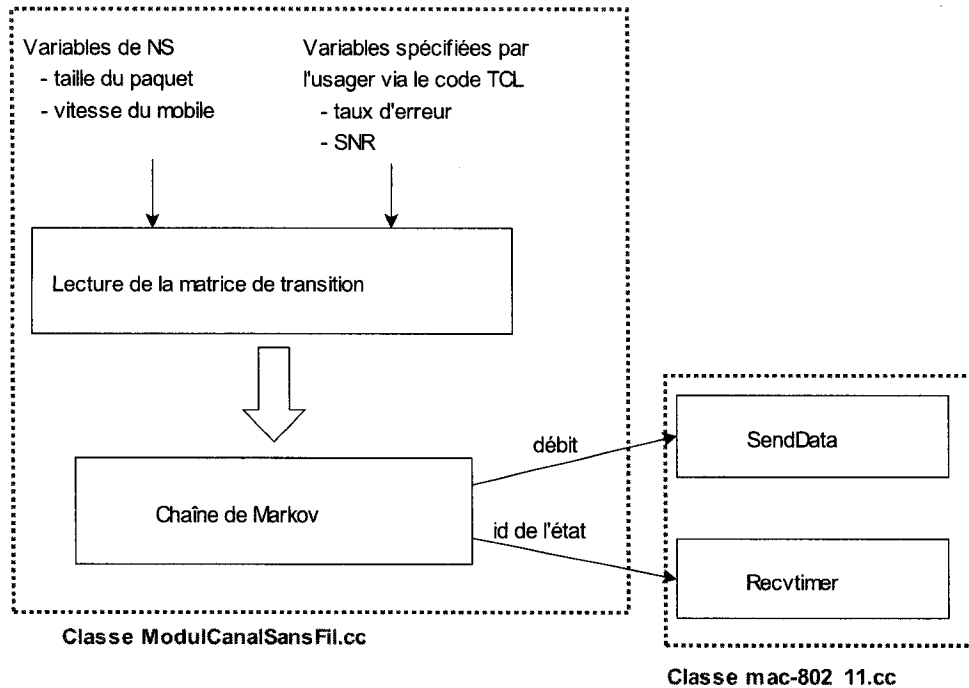 Variables de NS
- taille du paquet
- vitesse du mobile
Variables spécifiées par
l'usager via le code TCL
- taux d'erreur
- SNR
Lecture de la matrice de transition
Chaîne de Markov
débit
id de l'état
SendData
Recvtimer
Classe ModulCanalSansFil.cc
Classe mac-802_11.cc